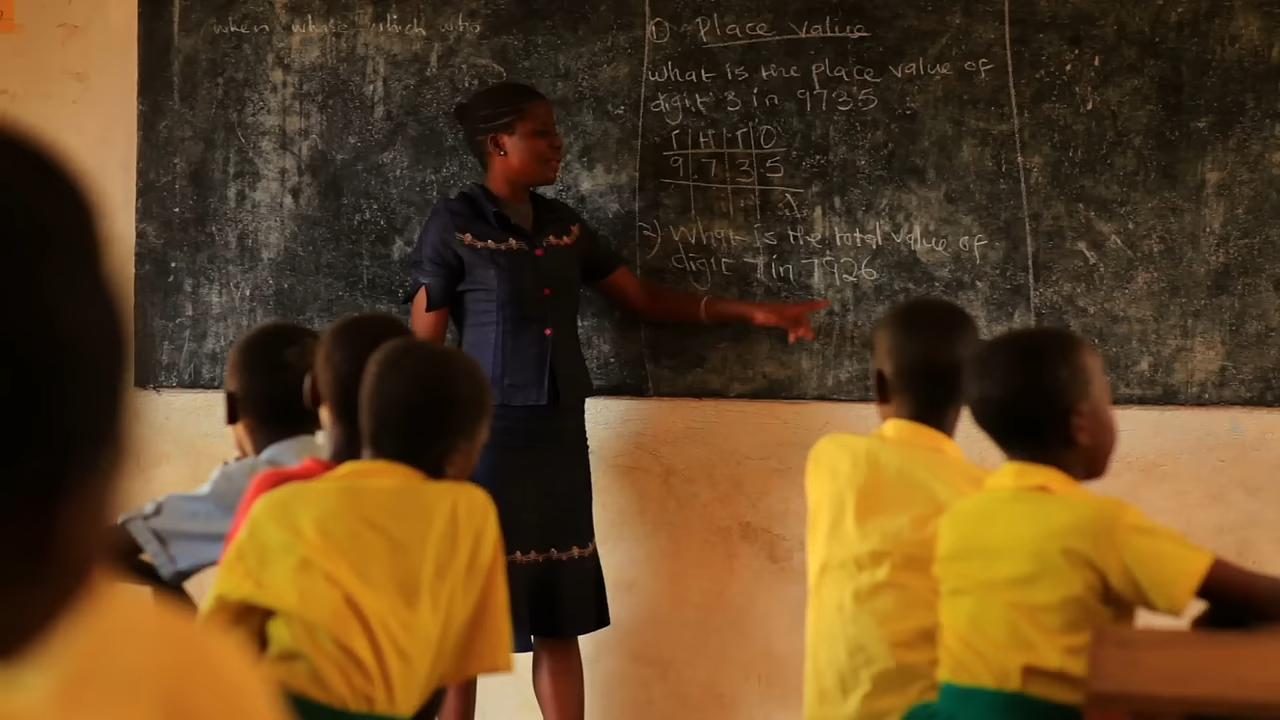 when whose which who
1) Place value
what is the place value of
digit 3 in 9735
T H T O
9 7 3 5
2) What is the total value of
digit 7 in 7926